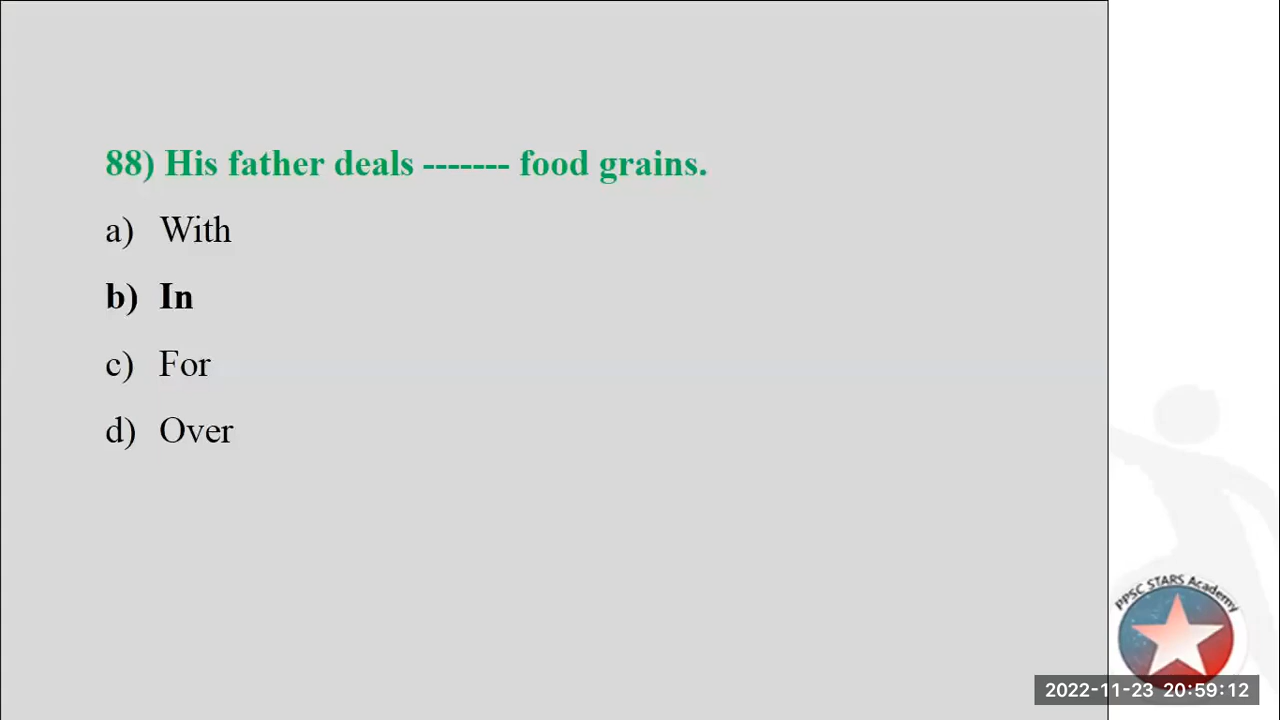 88) His father deals ------- food grains.
a) With
b) In
c) For
d) Over
PPSC STARS Academy
2022-11-23 20:59:12